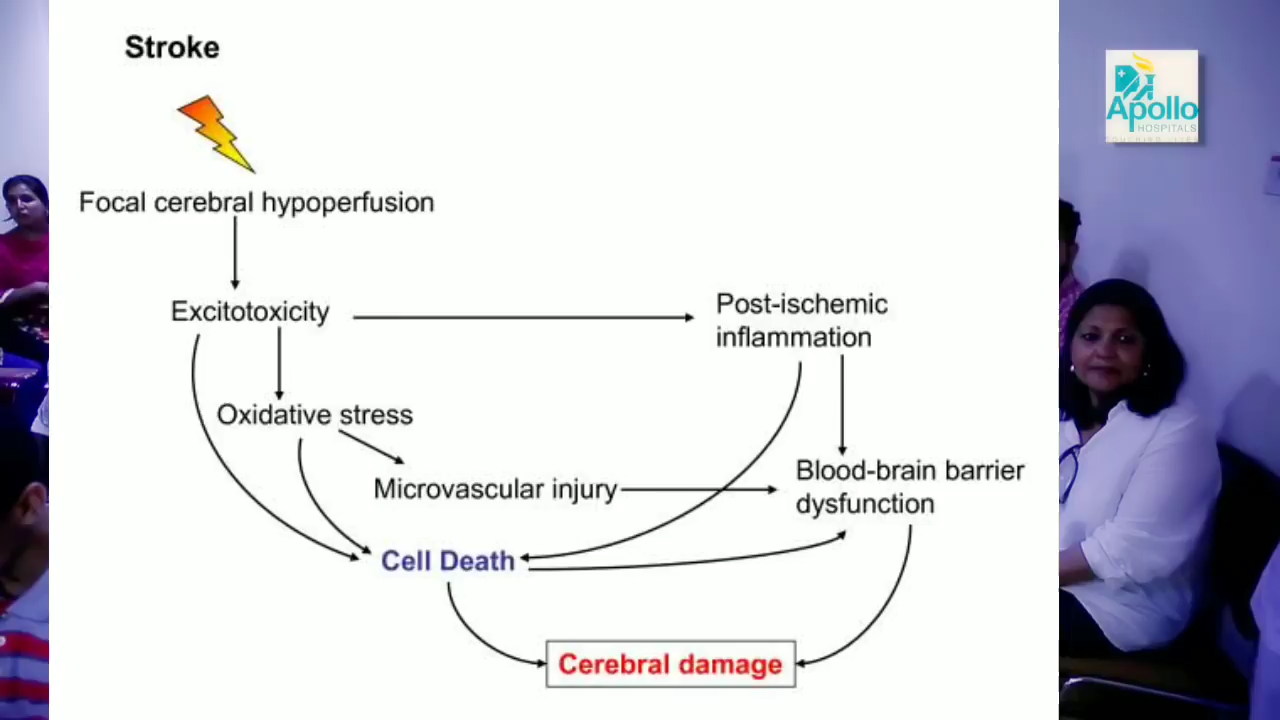 Stroke
Apollo
HOSPITALS
Focal cerebral hypoperfusion
Excitotoxicity
Post-ischemic
inflammation
Oxidative stress
Microvascular injury
Blood-brain barrier
dysfunction
Cell Death
Cerebral damage